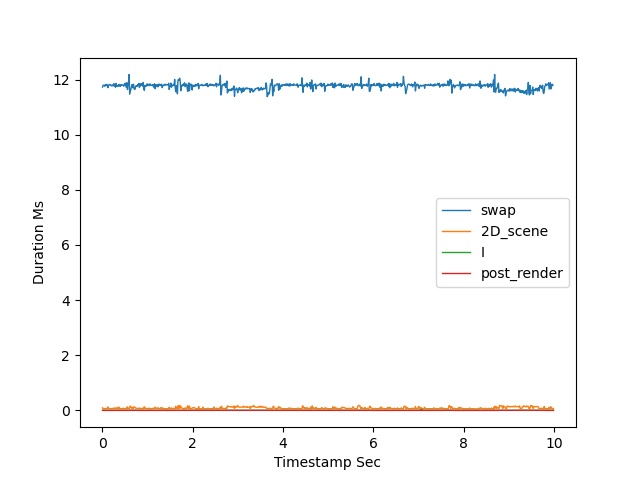 12
10
8
6
4
2
0
Duration Ms
swap
2D_scene
I
post_render
0 2 4 6 8 10
Timestamp Sec